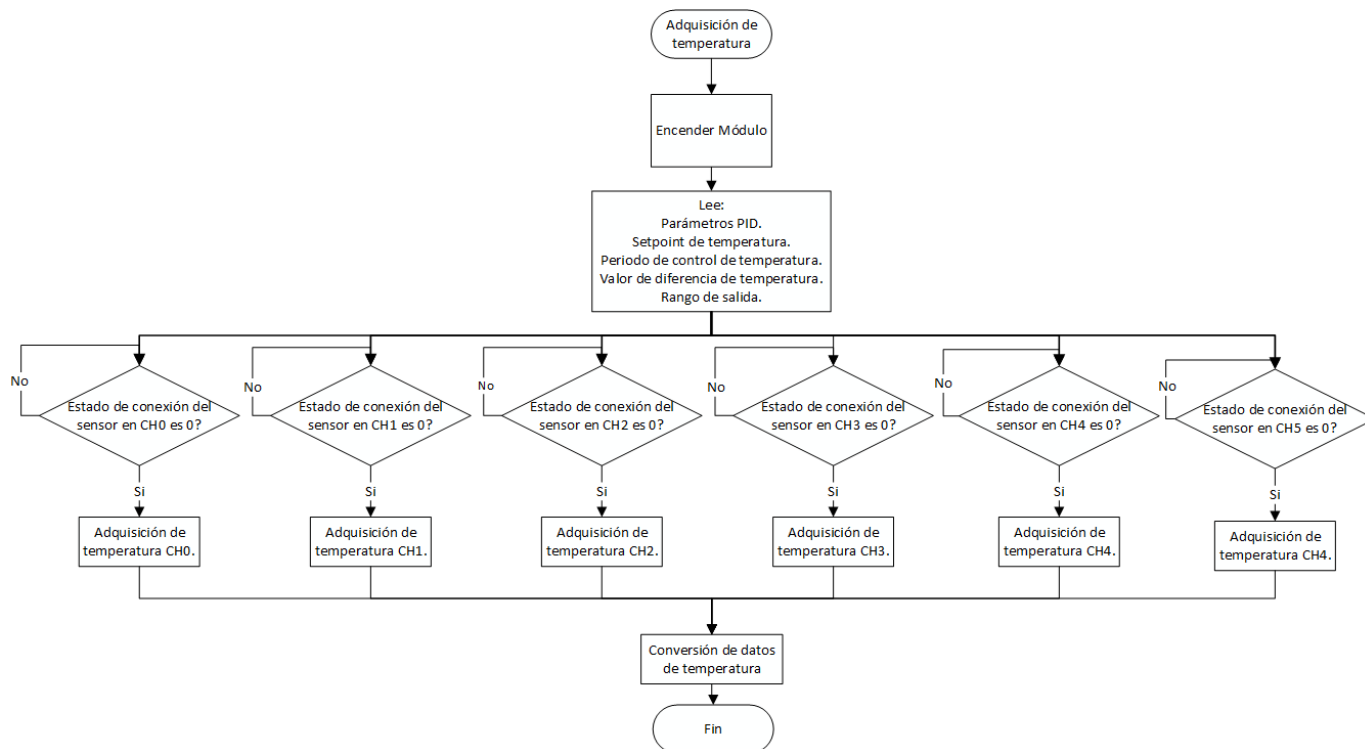 Adquisición de
temperatura
Encender Módulo
Lee:
Parámetros PID.
Setpoint de temperatura.
Periodo de control de temperatura.
Valor de diferencia de temperatura.
Rango de salida.
No
Estado de conexión del
sensor en CH0 es 0?
Si
Adquisición de
temperatura CH0.
No
Estado de conexión del
sensor en CH1 es 0?
Si
Adquisición de
temperatura CH1.
No
Estado de conexión del
sensor en CH2 es 0?
Si
Adquisición de
temperatura CH2.
No
Estado de conexión del
sensor en CH3 es 0?
Si
Adquisición de
temperatura CH3.
No
Estado de conexión del
sensor en CH4 es 0?
Si
Adquisición de
temperatura CH4.
No
Estado de conexión del
sensor en CH5 es 0?
Si
Adquisición de
temperatura CH4.
Conversión de datos
de temperatura
Fin